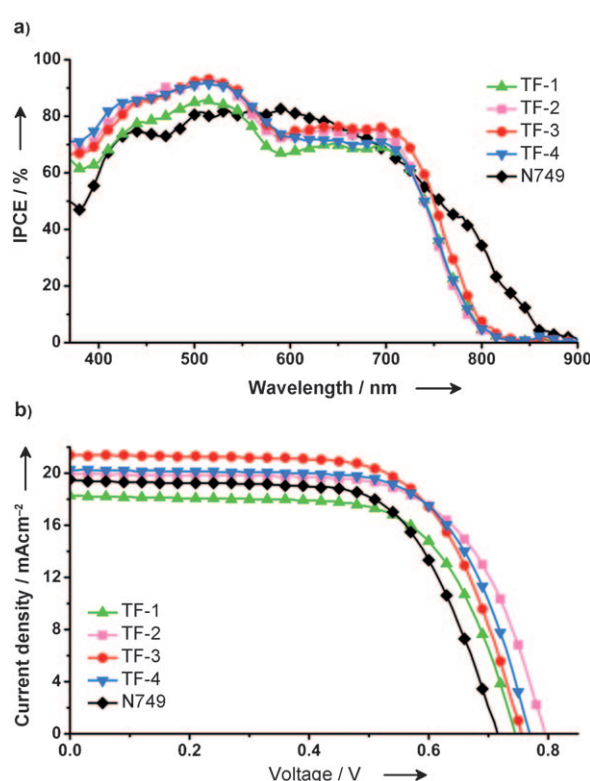 a)
IPCE / %
100
80
60
40
20
0
TF-1
TF-2
TF-3
TF-4
N749
400 500 600 700 800 900
Wavelength / nm
b)
Current density / mAcm⁻²
20
16
12
8
4
0
TF-1
TF-2
TF-3
TF-4
N749
0.0 0.2 0.4 0.6 0.8
Voltage / V